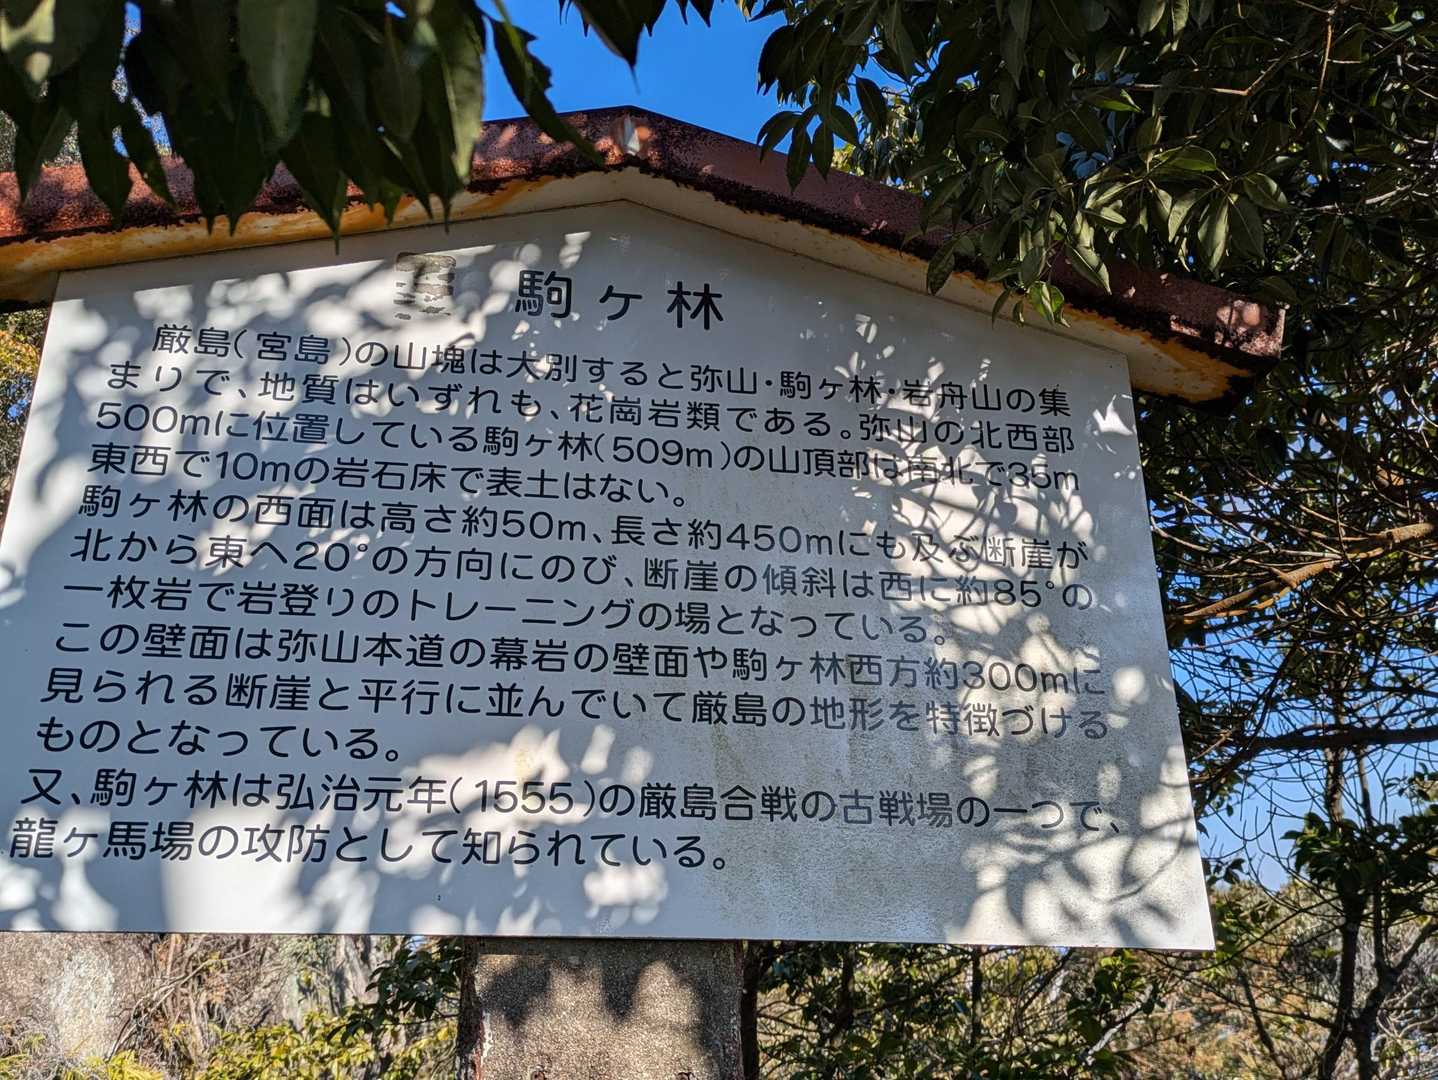 駒ヶ林
厳島(宮島)の山塊は大別すると弥山・駒ヶ林・岩舟山の集
まりで、地質はいずれも、花崗岩類である。弥山の北西部
500mに位置している駒ヶ林(509m)の山頂部は南北で35m
東西で10mの岩石床で表土はない。
駒ヶ林の西面は高さ約50m、長さ約450mにも及ぶ断崖が
北から東へ20°の方向にのび、断崖の傾斜は西に約85°の
一枚岩で岩登りのトレーニングの場となっている。
この壁面は弥山本道の幕岩の壁面や駒ヶ林西方約300mに
見られる断崖と平行に並んでいて厳島の地形を特徴づける
ものとなっている。
又、駒ヶ林は弘治元年(1555)の厳島合戦の古戦場の一つで、
龍ヶ馬場の攻防として知られている。